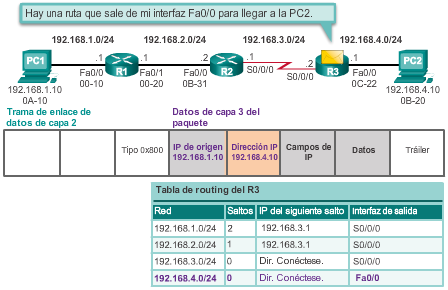 Hay una ruta que sale de mi interfaz Fa0/0 para llegar a la PC2.
192.168.1.0/24 192.168.2.0/24 192.168.3.0/24 192.168.4.0/24
.1 .1 .2 .1 .2 .1
PC1 R1 R2 R3 PC2
S0/0/0 S0/0/0
192.168.1.10 Fa0/0 Fa0/1 Fa0/0 Fa0/0 192.168.4.10
0A-10 00-10 00-20 0B-31 0C-22 0B-20
Trama de enlace de datos de capa 2
Datos de capa 3 del paquete
Tipo 0x800
IP de origen 192.168.1.10
Dirección IP 192.168.4.10
Campos de IP
Datos
Tráiler
Tabla de routing del R3
Red Saltos IP del siguiente salto Interfaz de salida
192.168.1.0/24 2 192.168.3.1 S0/0/0
192.168.2.0/24 1 192.168.3.1 S0/0/0
192.168.3.0/24 0 Dir. Conéctese. S0/0/0
192.168.4.0/24 0 Dir. Conéctese. Fa0/0